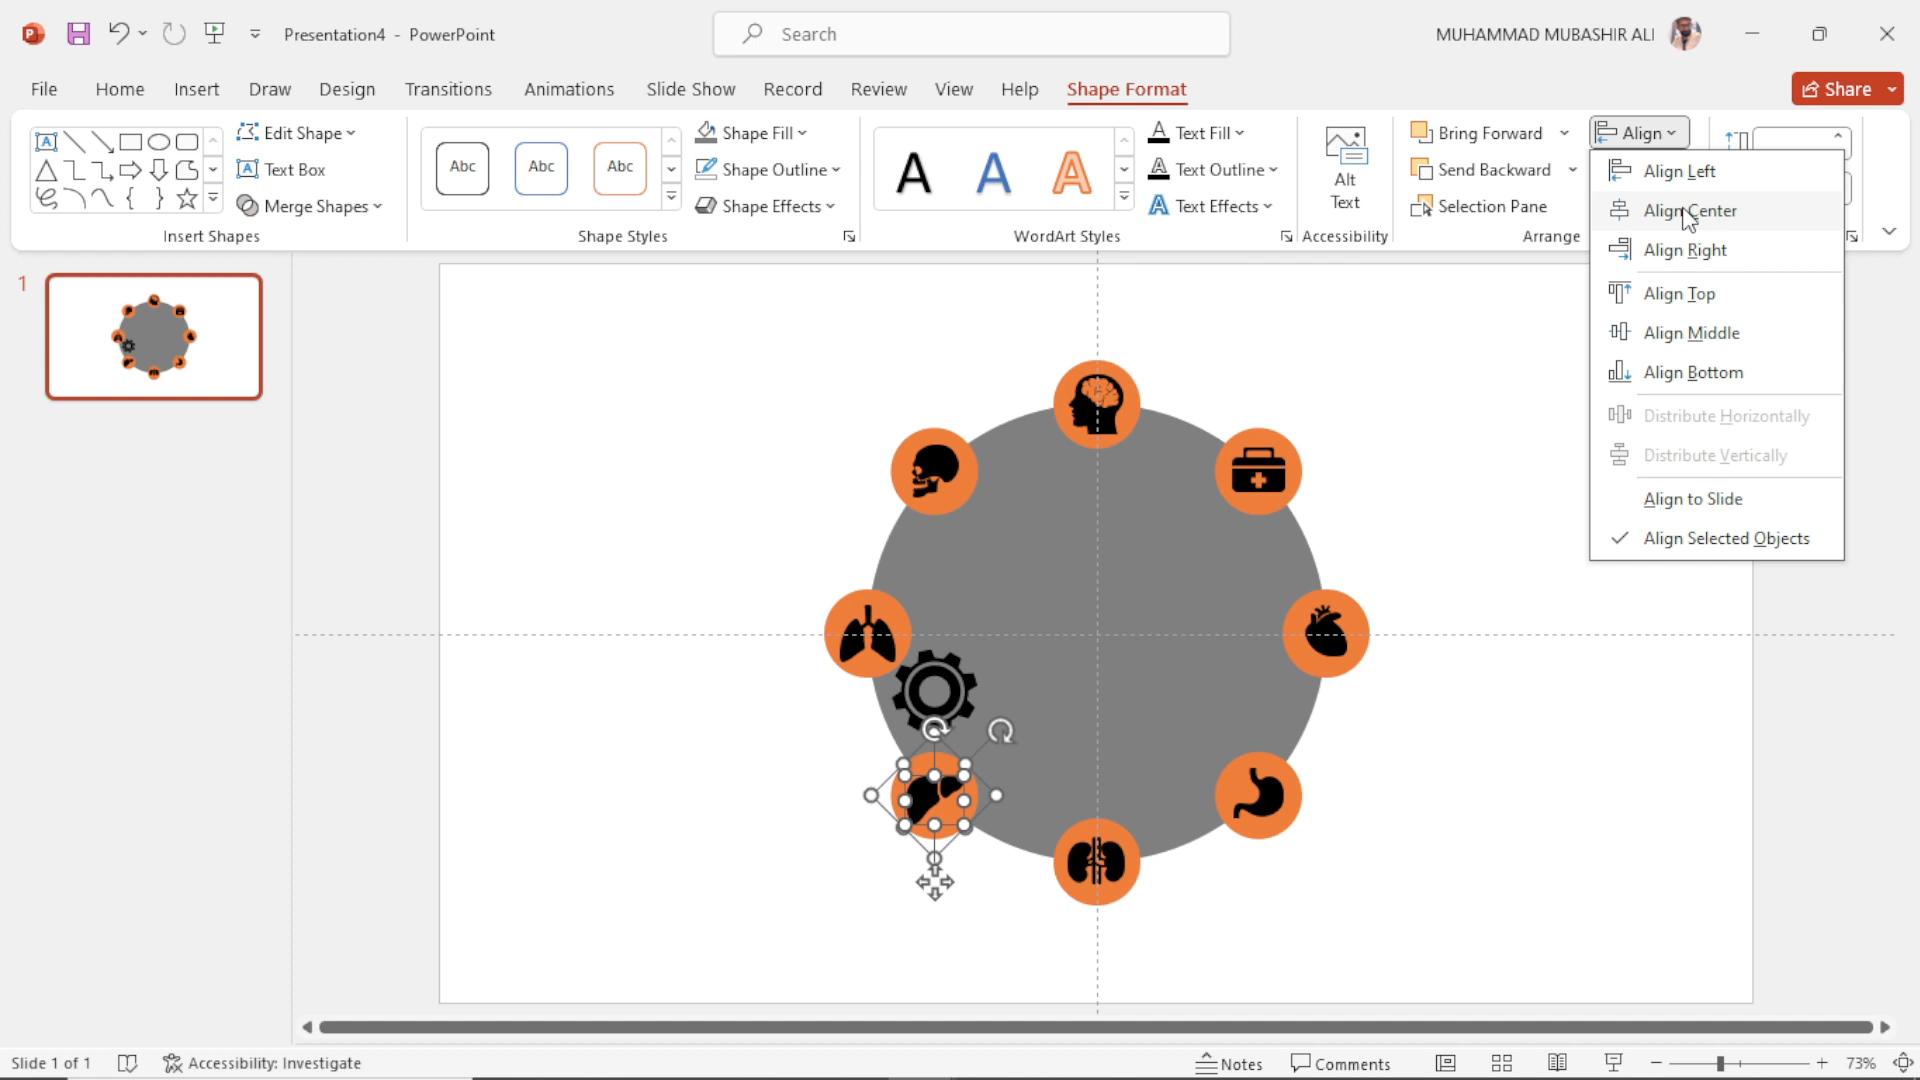 Presentation4 - PowerPoint
Search
MUHAMMAD MUBASHIR ALI
File Home Insert Draw Design Transitions Animations Slide Show Record Review View Help Shape Format
Share
Edit Shape
Text Box
Merge Shapes
Insert Shapes
Abc Abc Abc
Shape Fill
Shape Outline
Shape Effects
Shape Styles
A A A
Text Fill
Text Outline
Text Effects
WordArt Styles
Alt
Text
Accessibility
Bring Forward
Send Backward
Selection Pane
Arrange
Align
Align Left
Align Center
Align Right
Align Top
Align Middle
Align Bottom
Distribute Horizontally
Distribute Vertically
Align to Slide
Align Selected Objects
1
Slide 1 of 1
Accessibility: Investigate
Notes
Comments
73%